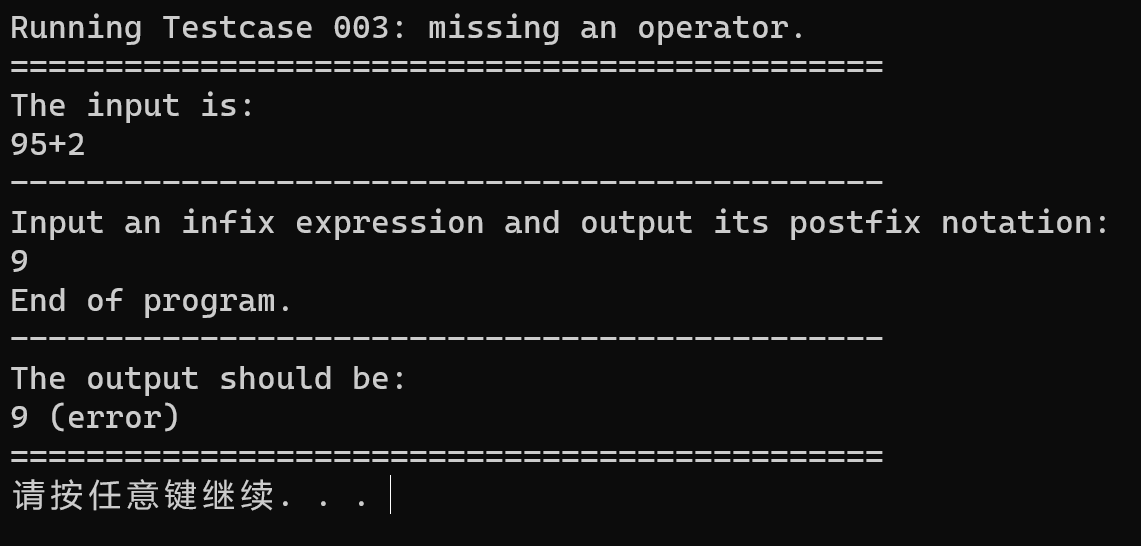 Running Testcase 003: missing an operator.
==============================================
The input is:
95+2
----------------------------------------------
Input an infix expression and output its postfix notation:
9
End of program.
----------------------------------------------
The output should be:
9 (error)
==============================================
请按任意键继续. . .